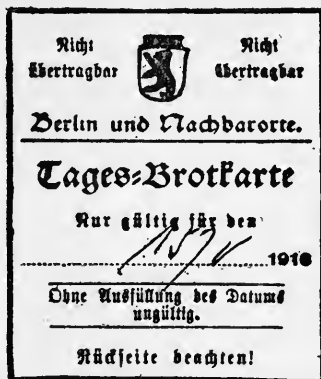 Nicht Nicht
Übertragbar Übertragbar
Berlin und Nachbarorte.
Tages-Brotkarte
Nur gültig für den
1916
Ohne Ausfüllung des Datums
ungültig.
Rückseite beachten!